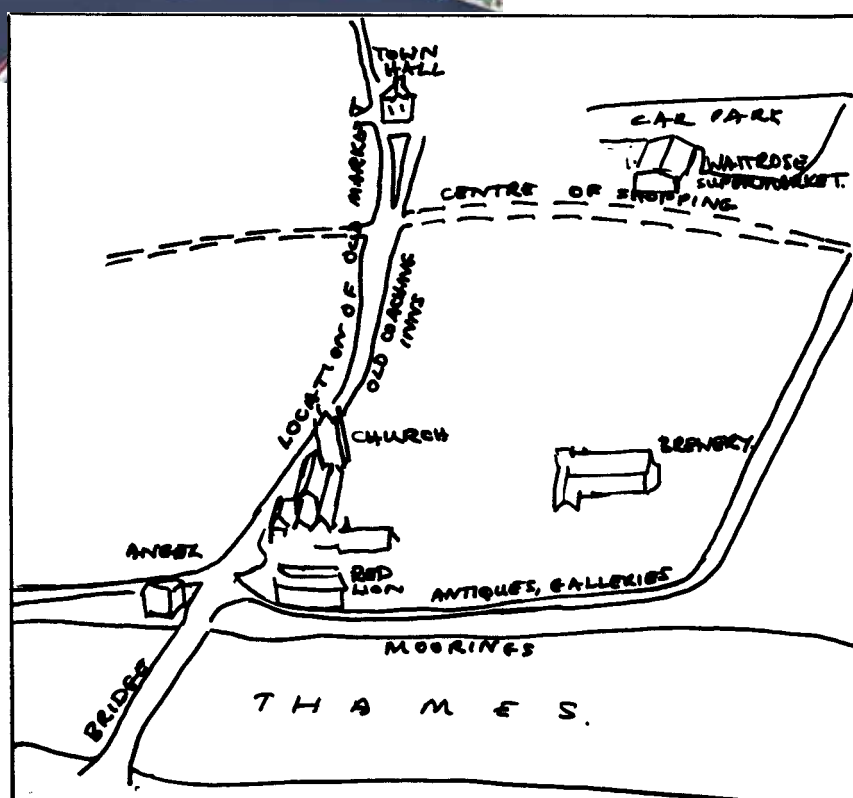 TOWN
HALL
CAR PARK
WAITROSE
SUPERMARKET.
CENTRE OF SHOPPING
LOCATION OF OLD MARKET
OLD COACHING
INNS
CHURCH
BREWERY
ANGEL
RED
LION
ANTIQUES, GALLERIES
MOORINGS
BRIDGE
THAMES.